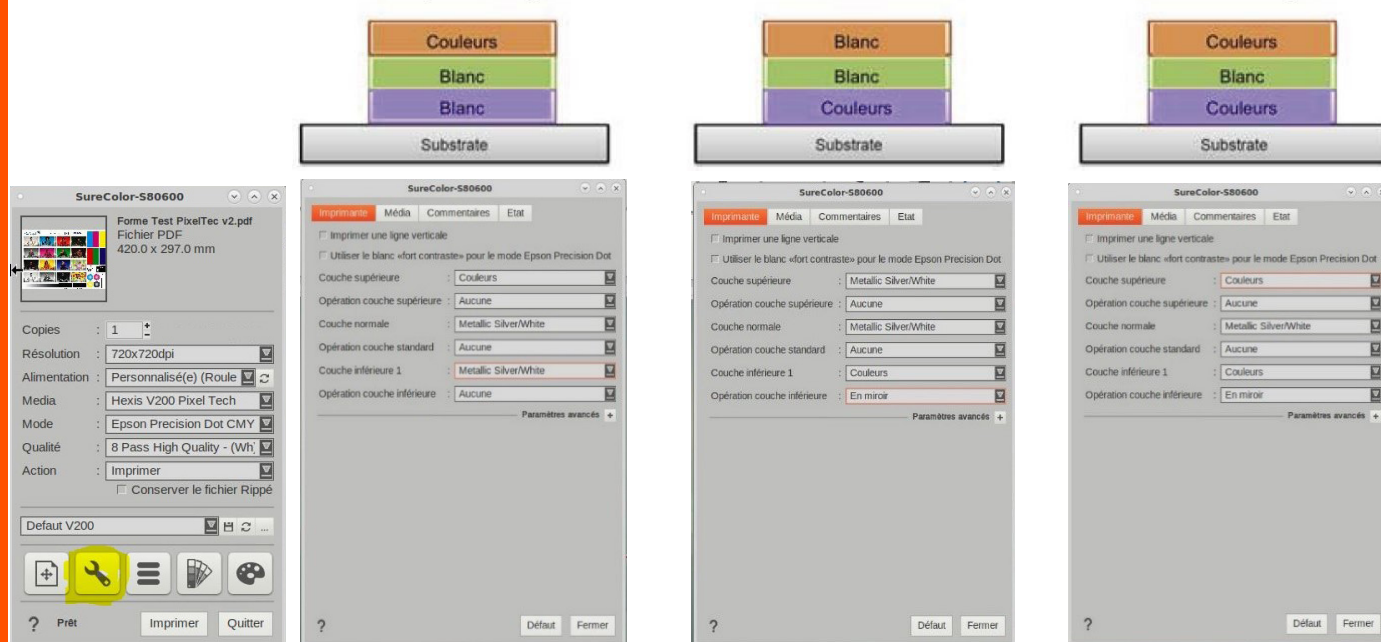 Couleurs
Blanc
Blanc
Substrate
Blanc
Blanc
Couleurs
Substrate
Couleurs
Blanc
Couleurs
Substrate
SureColor-S80600
Forme Test PixelTec v2.pdf
Fichier PDF
420.0 x 297.0 mm
Copies : 1
Résolution : 720x720dpi
Alimentation : Personnalisé(e) (Roule
Media : Hexis V200 Pixel Tech
Mode : Epson Precision Dot CMY
Qualité : 8 Pass High Quality - (Wh
Action : Imprimer
Conserver le fichier Rippé
Defaut V200
...
? Prêt Imprimer Quitter
SureColor-S80600
Imprimante Média Commentaires Etat
Imprimer une ligne verticale
Utiliser le blanc «fort contraste» pour le mode Epson Precision Dot
Couche supérieure : Couleurs
Opération couche supérieure : Aucune
Couche normale : Metallic Silver/White
Opération couche standard : Aucune
Couche inférieure 1 : Metallic Silver/White
Opération couche inférieure : Aucune
Paramètres avancés +
? Défaut Fermer
SureColor-S80600
Imprimante Média Commentaires Etat
Imprimer une ligne verticale
Utiliser le blanc «fort contraste» pour le mode Epson Precision Dot
Couche supérieure : Metallic Silver/White
Opération couche supérieure : Aucune
Couche normale : Metallic Silver/White
Opération couche standard : Aucune
Couche inférieure 1 : Couleurs
Opération couche inférieure : En miroir
Paramètres avancés +
? Défaut Fermer
SureColor-S80600
Imprimante Média Commentaires Etat
Imprimer une ligne verticale
Utiliser le blanc «fort contraste» pour le mode Epson Precision Dot
Couche supérieure : Couleurs
Opération couche supérieure : Aucune
Couche normale : Metallic Silver/White
Opération couche standard : Aucune
Couche inférieure 1 : Couleurs
Opération couche inférieure : En miroir
Paramètres avancés +
? Défaut Fermer